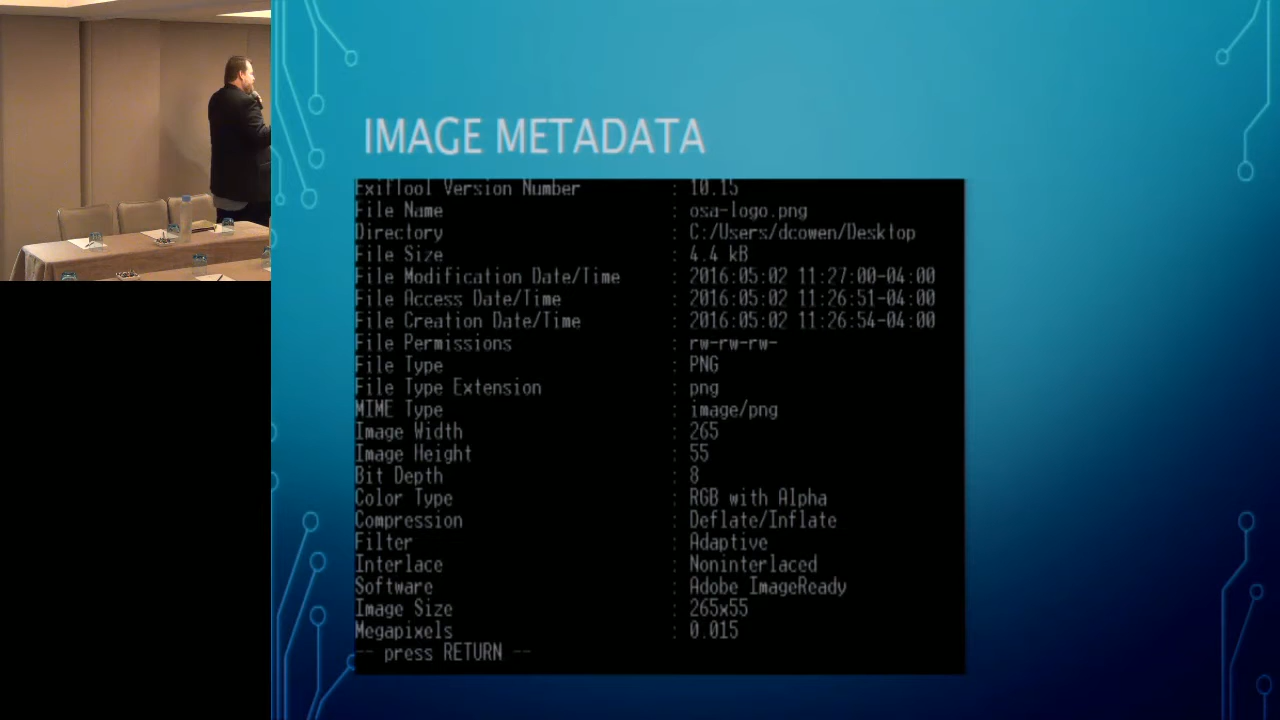 IMAGE METADATA
ExifTool Version Number : 10.15
File Name : osa-logo.png
Directory : C:/Users/dcowen/Desktop
File Size : 4.4 kB
File Modification Date/Time : 2016:05:02 11:27:00-04:00
File Access Date/Time : 2016:05:02 11:26:51-04:00
File Creation Date/Time : 2016:05:02 11:26:54-04:00
File Permissions : rw-rw-rw-
File Type : PNG
File Type Extension : png
MIME Type : image/png
Image Width : 265
Image Height : 55
Bit Depth : 8
Color Type : RGB with Alpha
Compression : Deflate/Inflate
Filter : Adaptive
Interlace : Noninterlaced
Software : Adobe ImageReady
Image Size : 265x55
Megapixels : 0.015
-- press RETURN --